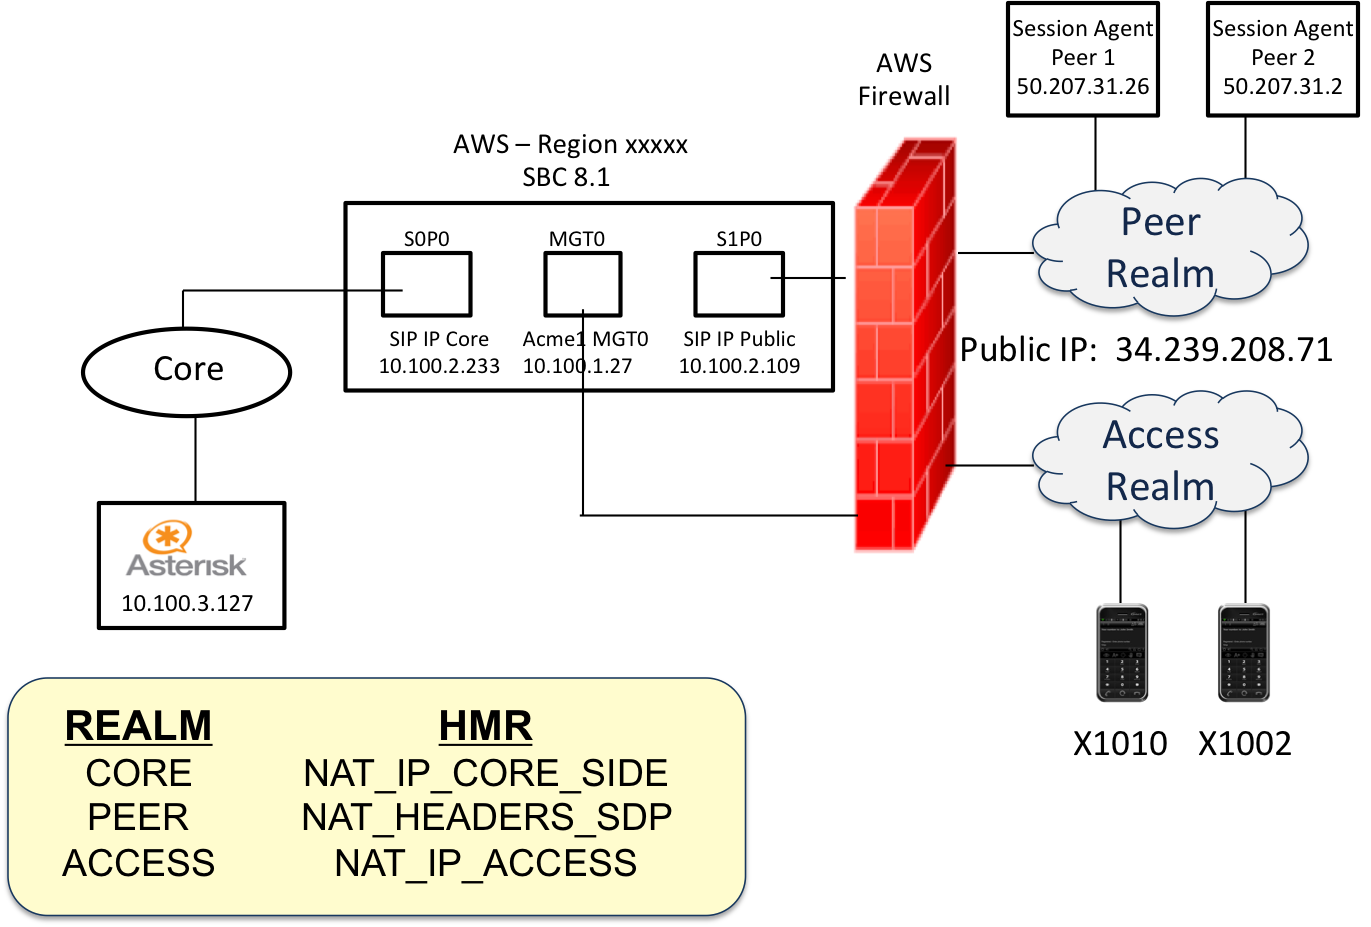 Session Agent
Peer 1
50.207.31.26
Session Agent
Peer 2
50.207.31.2
AWS
Firewall
AWS – Region xxxxx
SBC 8.1
S0P0
MGT0
S1P0
SIP IP Core
10.100.2.233
Acme1 MGT0
10.100.1.27
SIP IP Public
10.100.2.109
Peer
Realm
Public IP: 34.239.208.71
Core
Access
Realm
Asterisk
10.100.3.127
X1010
X1002
REALM HMR
CORE NAT_IP_CORE_SIDE
PEER NAT_HEADERS_SDP
ACCESS NAT_IP_ACCESS